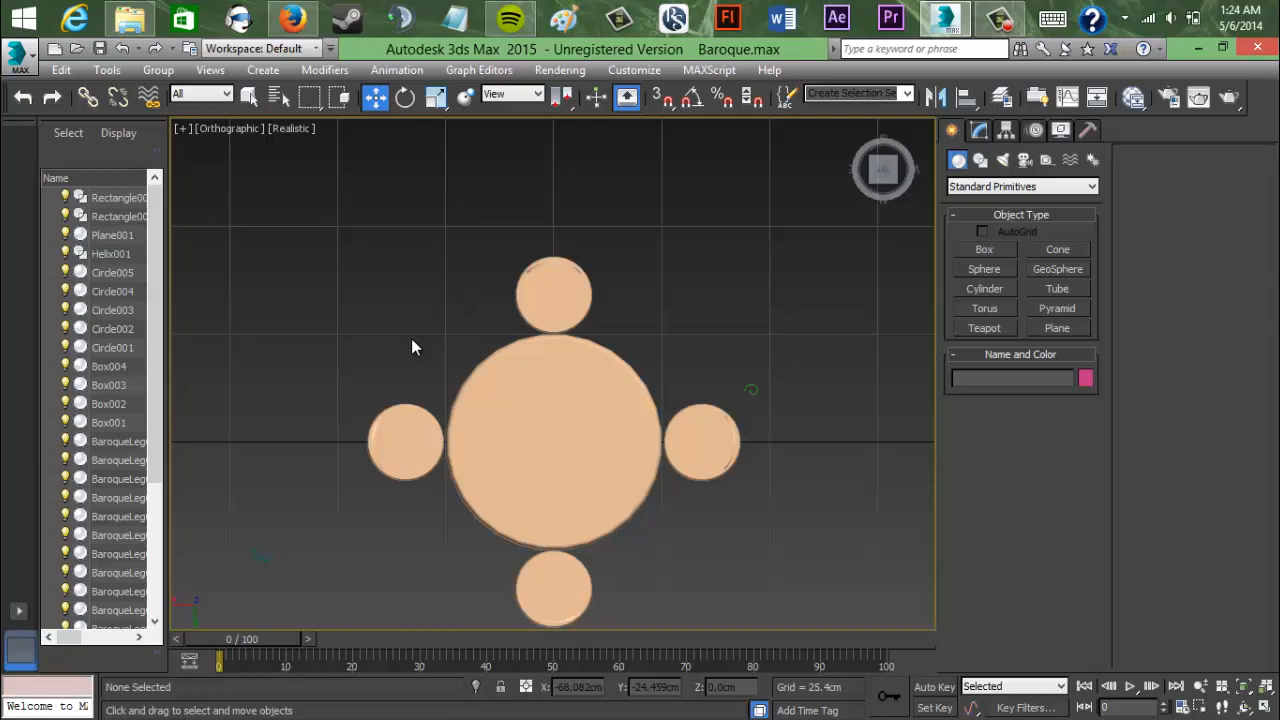 1:24 AM
5/6/2014
Workspace: Default
Autodesk 3ds Max 2015 - Unregistered Version Baroque.max
Type a keyword or phrase
MAX
Edit Tools Group Views Create Modifiers Animation Graph Editors Rendering Customize MAXScript Help
All
View
Create Selection Se
Select Display
[+] [Orthographic] [Realistic]
Name
Rectangle00
Rectangle00
Plane001
Helix001
Circle005
Circle004
Circle003
Circle002
Circle001
Box004
Box003
Box002
Box001
BaroqueLeg
BaroqueLeg
BaroqueLeg
BaroqueLeg
BaroqueLeg
BaroqueLeg
BaroqueLeg
BaroqueLeg
BaroqueLeg
BaroqueLeg
BaroqueLeg
Standard Primitives
- Object Type
AutoGrid
Box Cone
Sphere GeoSphere
Cylinder Tube
Torus Pyramid
Teapot Plane
- Name and Color
< 0 / 100 >
0 10 20 30 40 50 60 70 80 90 100
None Selected
X: -68.082cm Y: -24.459cm Z: 0.0cm
Grid = 25.4cm
Auto Key Selected
Welcome to M
Click and drag to select and move objects
Add Time Tag
Set Key Key Filters...
0